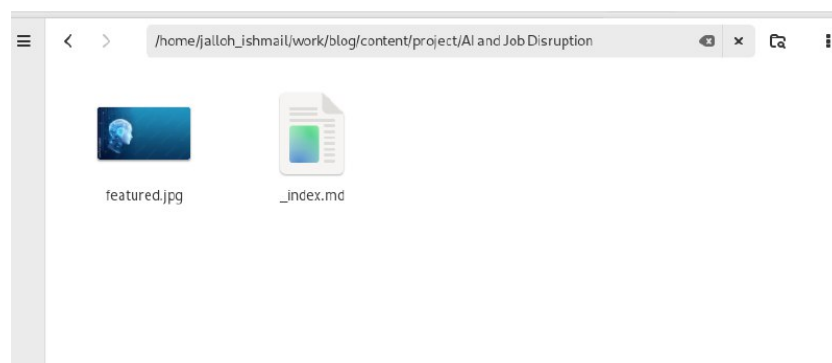 /home/jalloh_ishmail/work/blog/content/project/AI and Job Disruption
featured.jpg
_index.md